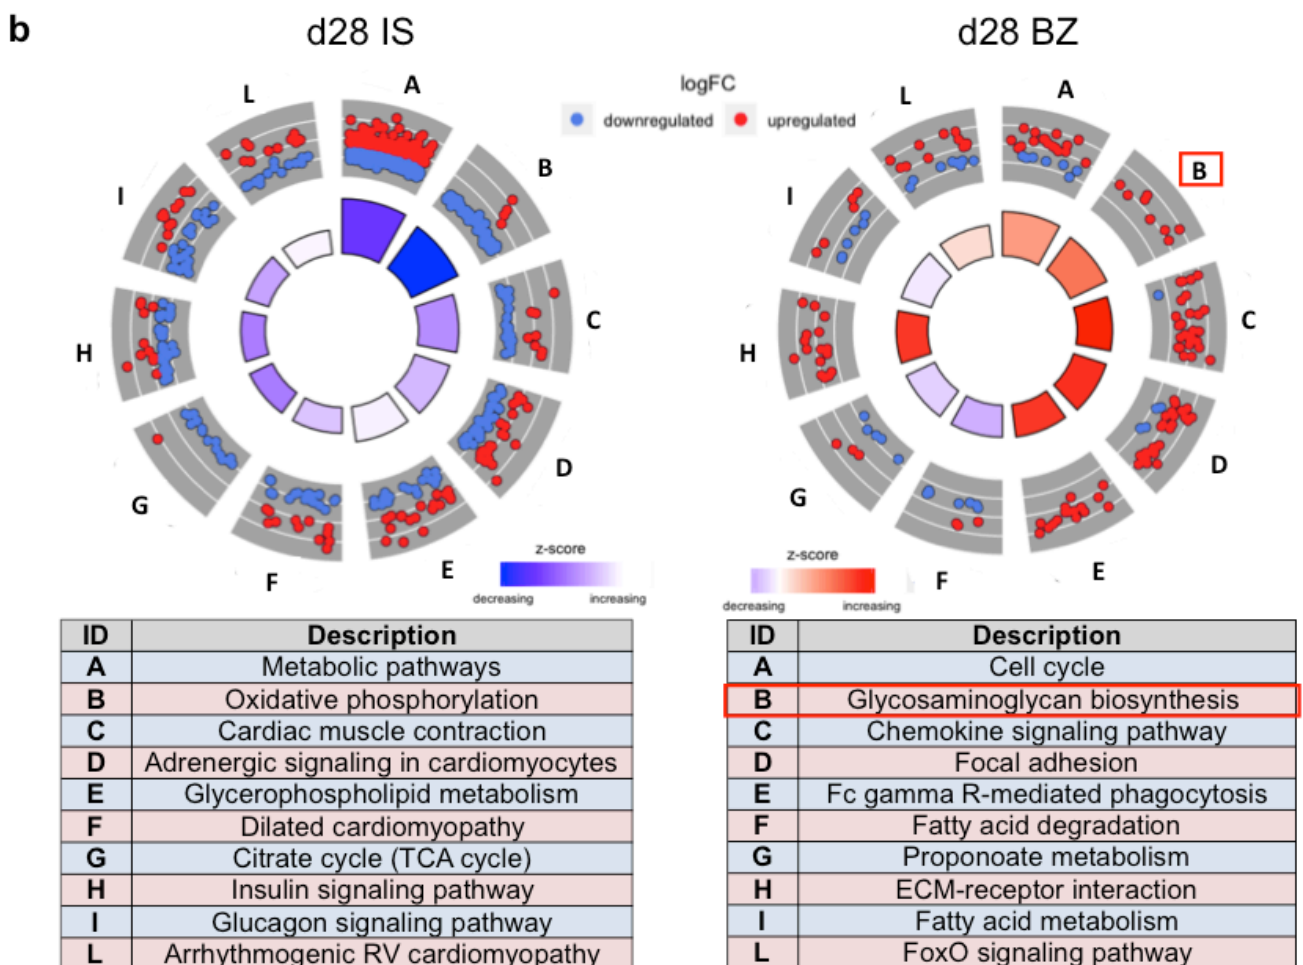 b
d28 IS
d28 BZ
logFC
downregulated upregulated
A
B
C
D
E
F
G
H
I
L
A
B
C
D
E
F
G
H
I
L
z-score
decreasing increasing
z-score
decreasing increasing
ID Description
A Metabolic pathways
B Oxidative phosphorylation
C Cardiac muscle contraction
D Adrenergic signaling in cardiomyocytes
E Glycerophospholipid metabolism
F Dilated cardiomyopathy
G Citrate cycle (TCA cycle)
H Insulin signaling pathway
I Glucagon signaling pathway
L Arrhythmogenic RV cardiomyopathy
ID Description
A Cell cycle
B Glycosaminoglycan biosynthesis
C Chemokine signaling pathway
D Focal adhesion
E Fc gamma R-mediated phagocytosis
F Fatty acid degradation
G Proponoate metabolism
H ECM-receptor interaction
I Fatty acid metabolism
L FoxO signaling pathway